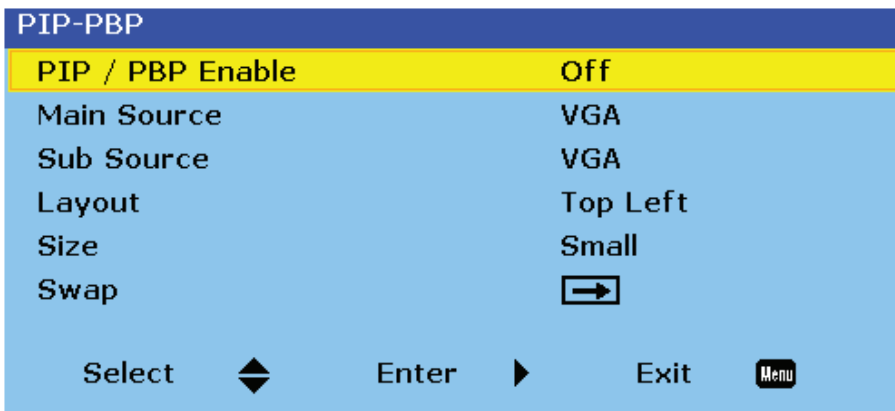 PIP-PBP
PIP / PBP Enable Off
Main Source VGA
Sub Source VGA
Layout Top Left
Size Small
Swap
Select Enter Exit Menu